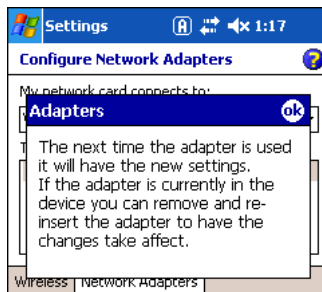 Settings 1:17
Configure Network Adapters
My network card connects to:
Adapters ok
The next time the adapter is used
it will have the new settings.
If the adapter is currently in the
device you can remove and re-
insert the adapter to have the
changes take affect.
Wireless Network Adapters